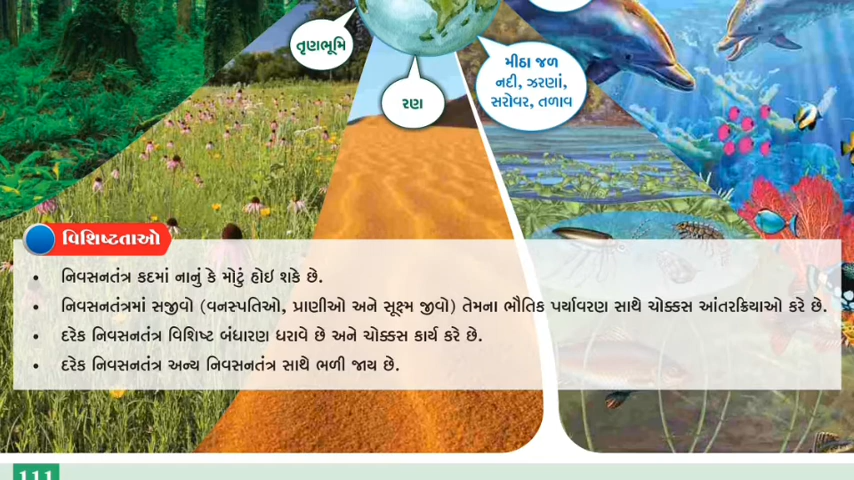 તૃણભૂમિ
રણ
મીઠા જળ
નદી, ઝરણાં,
સરોવર, તળાવ
વિશિષ્ટતાઓ
• નિવસનતંત્ર કદમાં નાનું કે મોટું હોઇ શકે છે.
• નિવસનતંત્રમાં સજીવો (વનસ્પતિઓ, પ્રાણીઓ અને સૂક્ષ્મ જીવો) તેમના ભૌતિક પર્યાવરણ સાથે ચોક્કસ આંતરક્રિયાઓ કરે છે.
• દરેક નિવસનતંત્ર વિશિષ્ટ બંધારણ ધરાવે છે અને ચોક્કસ કાર્ય કરે છે.
• દરેક નિવસનતંત્ર અન્ય નિવસનતંત્ર સાથે ભળી જાય છે.
111